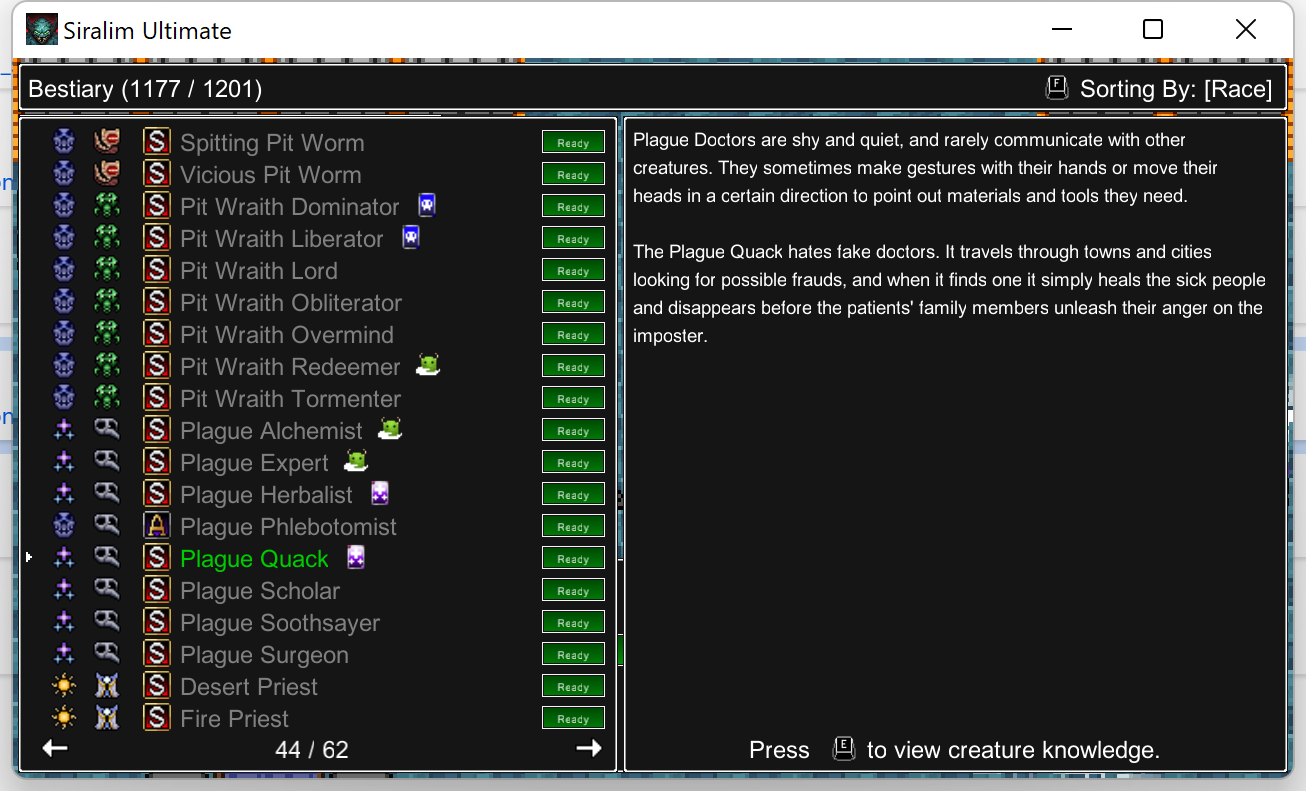 Siralim Ultimate
Bestiary (1177 / 1201)
F Sorting By: [Race]
S Spitting Pit Worm Ready
S Vicious Pit Worm Ready
S Pit Wraith Dominator Ready
S Pit Wraith Liberator Ready
S Pit Wraith Lord Ready
S Pit Wraith Obliterator Ready
S Pit Wraith Overmind Ready
S Pit Wraith Redeemer Ready
S Pit Wraith Tormenter Ready
S Plague Alchemist Ready
S Plague Expert Ready
S Plague Herbalist Ready
A Plague Phlebotomist Ready
S Plague Quack Ready
S Plague Scholar Ready
S Plague Soothsayer Ready
S Plague Surgeon Ready
S Desert Priest Ready
S Fire Priest Ready
44 / 62
Plague Doctors are shy and quiet, and rarely communicate with other
creatures. They sometimes make gestures with their hands or move their
heads in a certain direction to point out materials and tools they need.
The Plague Quack hates fake doctors. It travels through towns and cities
looking for possible frauds, and when it finds one it simply heals the sick people
and disappears before the patients' family members unleash their anger on the
imposter.
Press E to view creature knowledge.